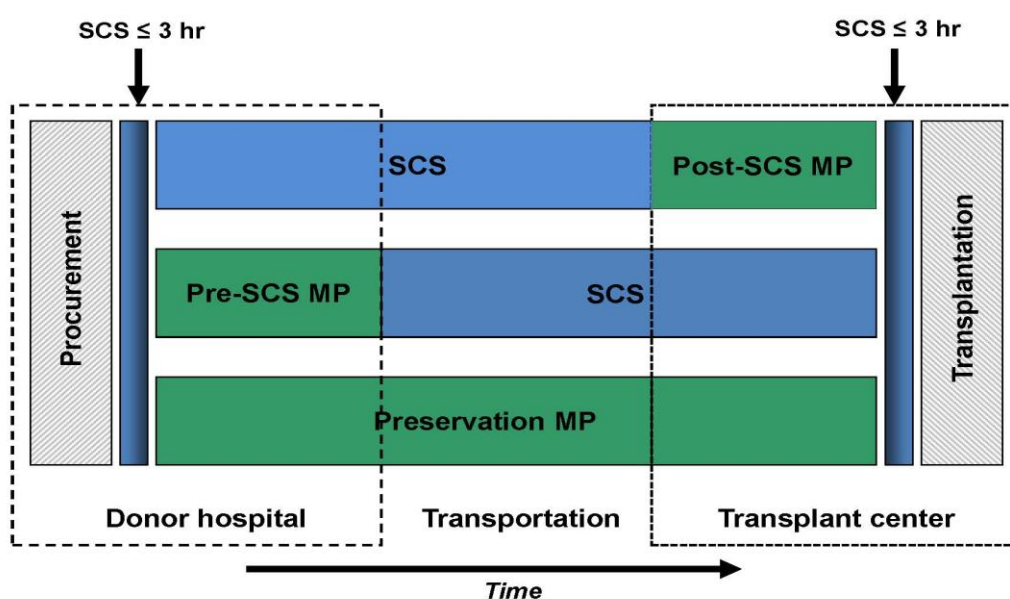 SCS ≤ 3 hr
SCS ≤ 3 hr
Procurement
SCS
Post-SCS MP
Pre-SCS MP
SCS
Preservation MP
Transplantation
Donor hospital
Transportation
Transplant center
Time